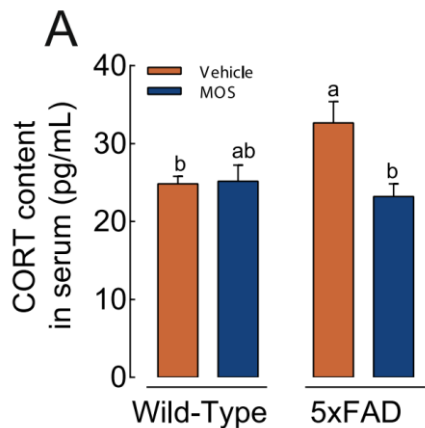 A
CORT content
in serum (pg/mL)
40
30
20
10
0
Vehicle
MOS
b
ab
a
b
Wild-Type
5xFAD